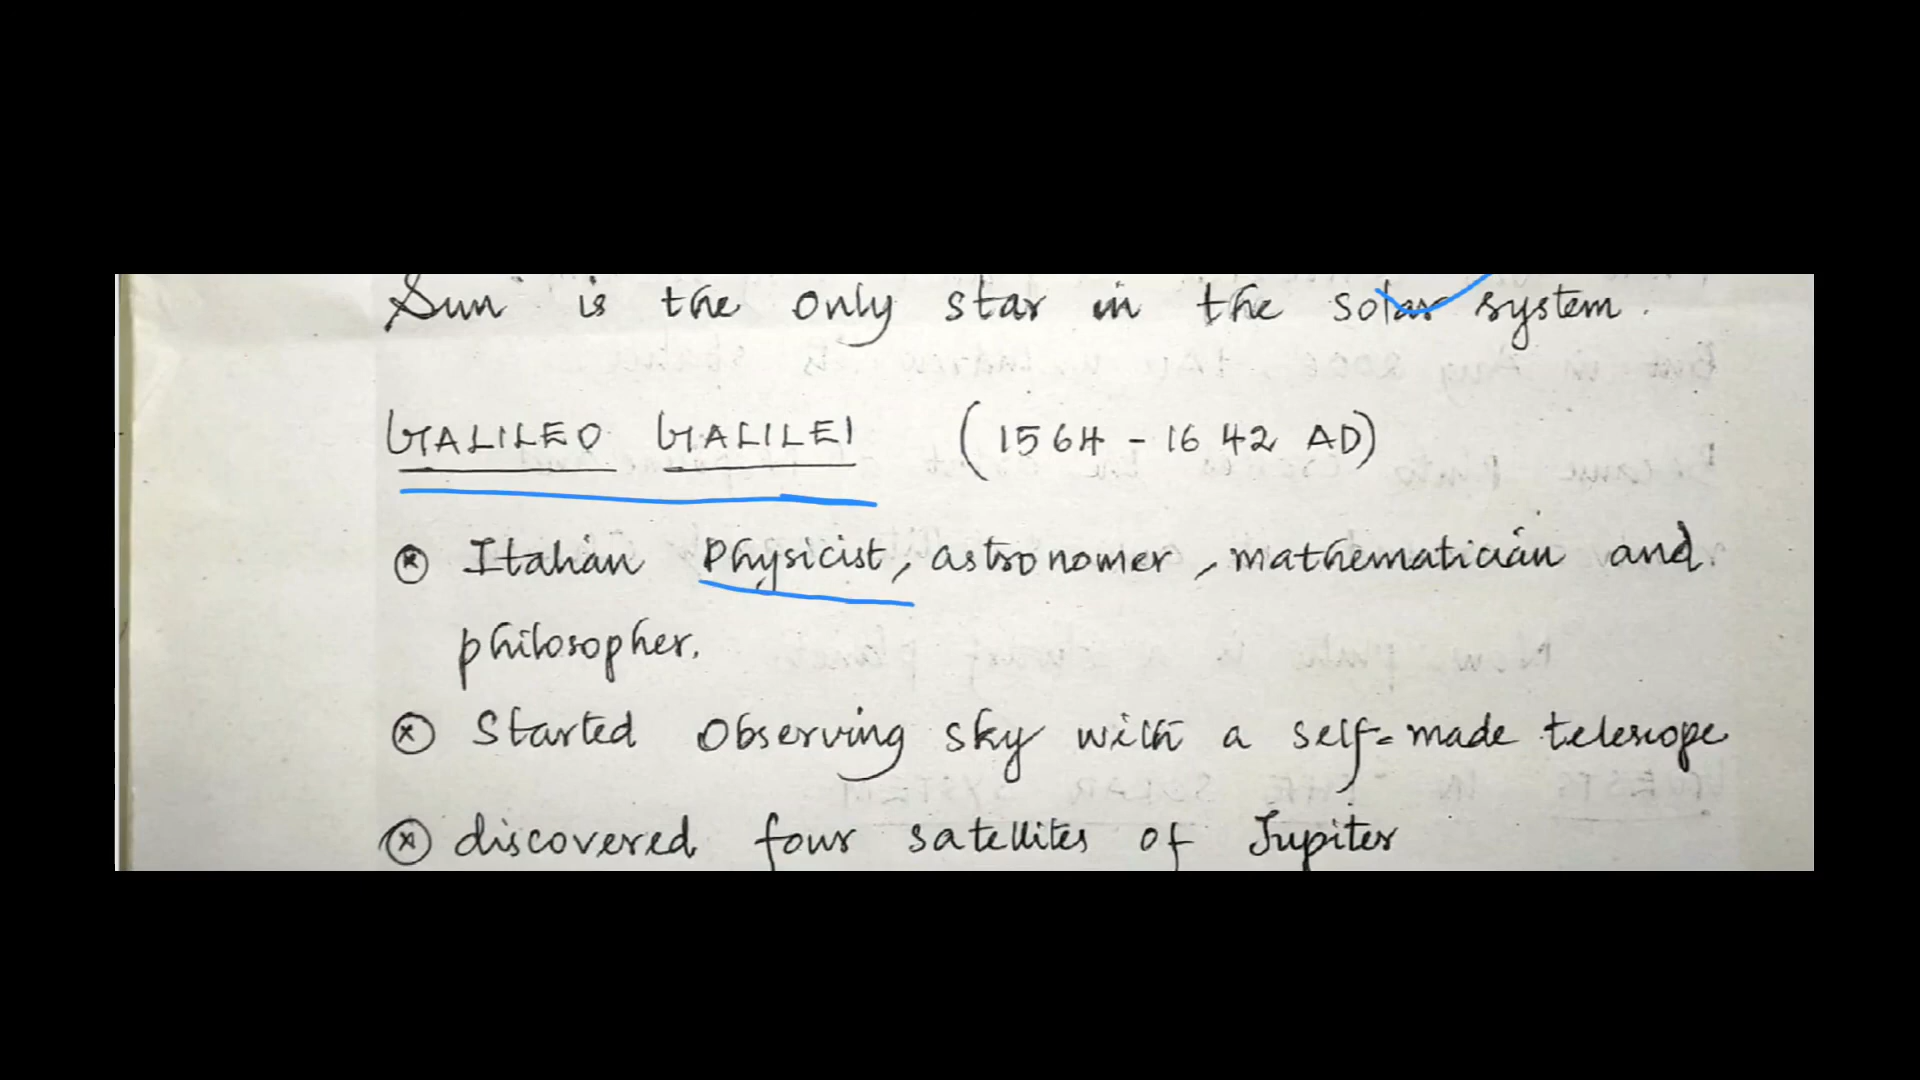 Sun is the only star in the solar system.
GALILEO GALILEI (1564 - 1642 AD)
Italian Physicist, astronomer, mathematician and
philosopher.
Started Observing sky with a self-made telescope
discovered four satellites of Jupiter